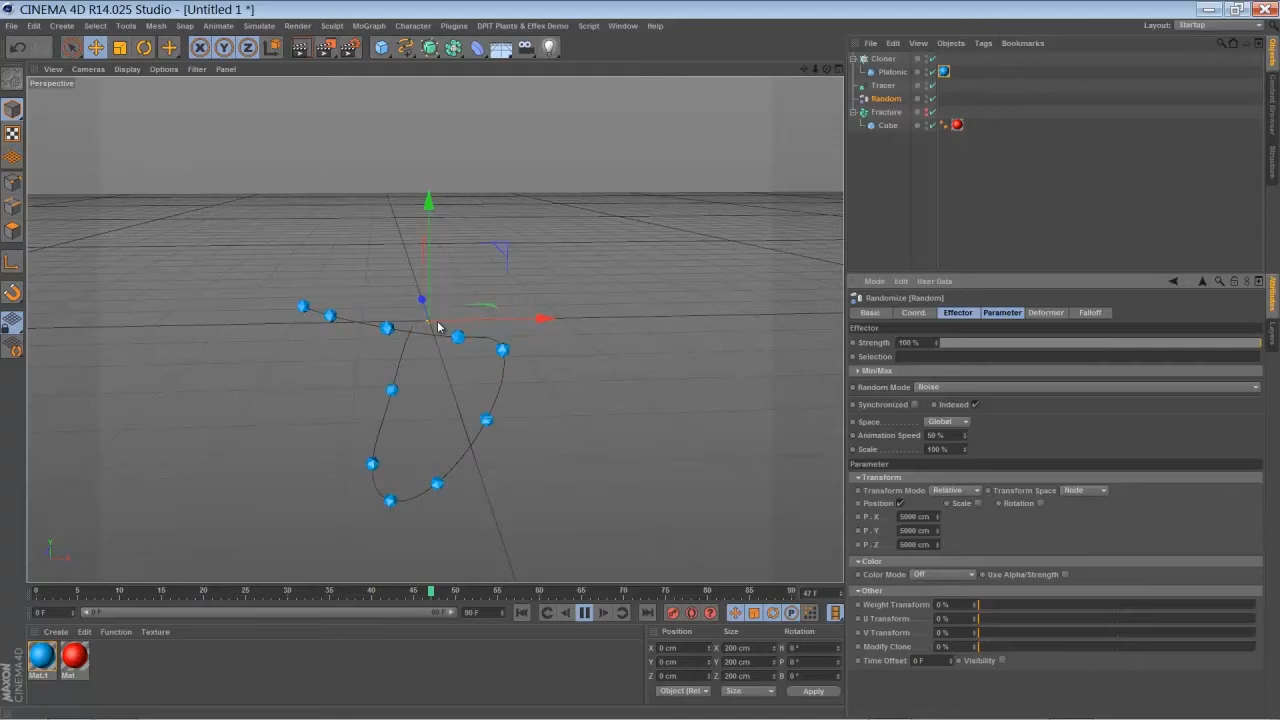 CINEMA 4D R14.025 Studio - [Untitled 1 *]
File Edit Create Select Tools Mesh Snap Animate Simulate Render Sculpt MoGraph Character Plugins DPIT Plants & Effex Demo Script Window Help Layout: Startup
File Edit View Objects Tags Bookmarks
View Cameras Display Options Filter Panel
Perspective
Cloner
Platonic
Tracer
Random
Fracture
Cube
Objects
Content Browser
Structure
Mode Edit User Data
Randomize [Random]
Basic Coord. Effector Parameter Deformer Falloff
Effector
Strength 100 %
Selection
Min/Max
Random Mode Noise
Synchronized Indexed
Space Global
Animation Speed 50 %
Scale 100 %
Parameter
Transform
Transform Mode Relative Transform Space Node
Position Scale Rotation
P . X 5000 cm
P . Y 5000 cm
P . Z 5000 cm
Color
Color Mode Off Use Alpha/Strength
Other
Weight Transform 0 %
U Transform 0 %
V Transform 0 %
Modify Clone 0 %
Time Offset 0 F Visibility
Attributes
Layers
Y
X
0 5 10 15 20 25 30 35 40 45 50 55 60 65 70 75 80 85 90 47 F
0 F 0 F 90 F 90 F
Create Edit Function Texture
Mat.1 Mat
Position Size Rotation
X 0 cm X 200 cm H 0 °
Y 0 cm Y 200 cm P 0 °
Z 0 cm Z 200 cm B 0 °
Object (Rel Size Apply
MAXON
CINEMA 4D